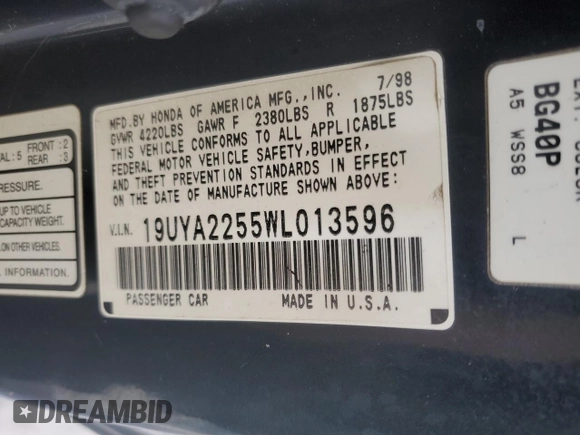 MFD.BY HONDA OF AMERICA MFG.,INC. 7/98
GVWR 4220LBS GAWR F 2380LBS R 1875LBS
THIS VEHICLE CONFORMS TO ALL APPLICABLE
FEDERAL MOTOR VEHICLE SAFETY,BUMPER,
AND THEFT PREVENTION STANDARDS IN EFFECT
ON THE DATE OF MANUFACTURE SHOWN ABOVE:
V.I.N. 19UYA2255WL013596
PASSENGER CAR MADE IN U.S.A.
: 5 FRONT : 2
REAR : 3
PRESSURE.
UP TO VEHICLE
CAPACITY WEIGHT.
ON OTHER VEHICLES.
INFORMATION.
BG40P
A5 WSS8 L
DREAMBID